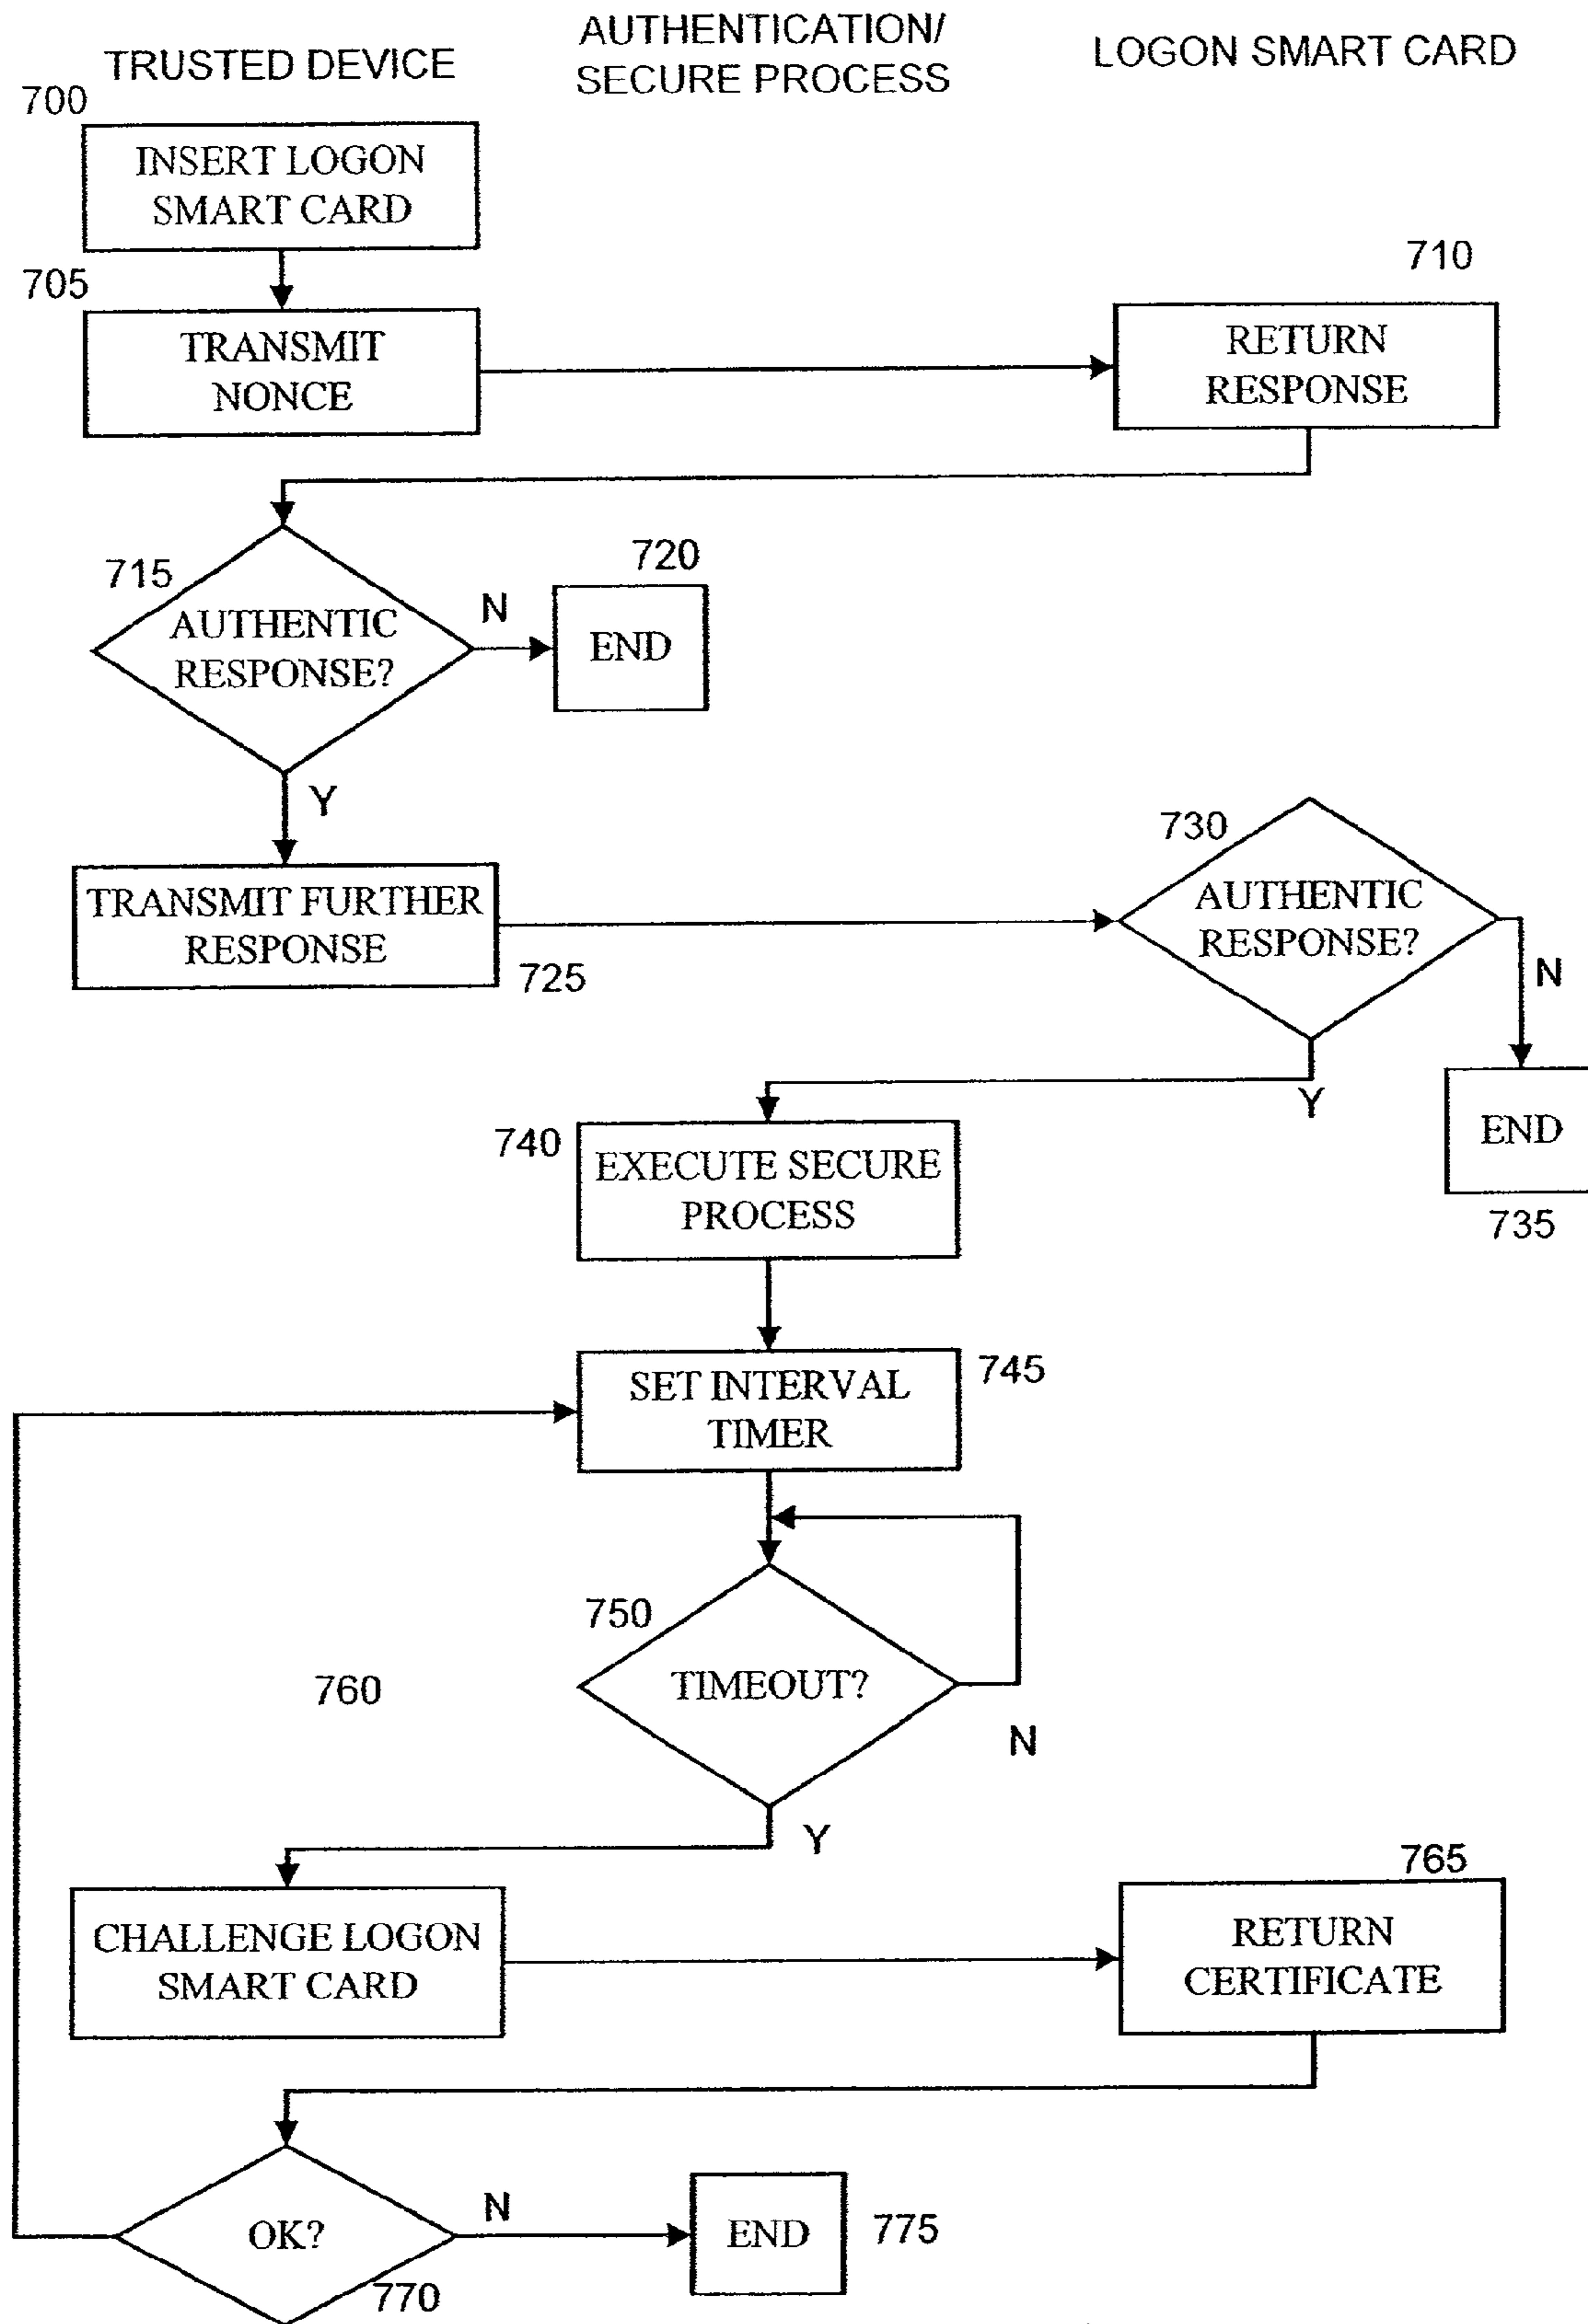 TRUSTED DEVICE
AUTHENTICATION/
SECURE PROCESS
LOGON SMART CARD
700
INSERT LOGON
SMART CARD
705
TRANSMIT
NONCE
710
RETURN
RESPONSE
715
AUTHENTIC
RESPONSE?
N
720
END
Y
TRANSMIT FURTHER
RESPONSE
725
730
AUTHENTIC
RESPONSE?
N
Y
END
735
740
EXECUTE SECURE
PROCESS
SET INTERVAL
TIMER
745
750
TIMEOUT?
N
760
Y
CHALLENGE LOGON
SMART CARD
765
RETURN
CERTIFICATE
OK?
770
N
END
775